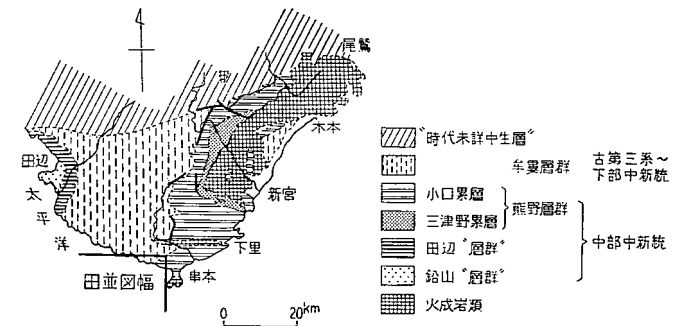 尾鷲
木本
田辺
太
平
洋
新宮
下里
串本
田並図幅
0 20km
〝時代未詳中生層〟
牟婁層群 古第三系〜下部中新統
小口累層
三津野累層
熊野層群
田辺〝層群〟
鉛山〝層群〟
中部中新統
火成岩類